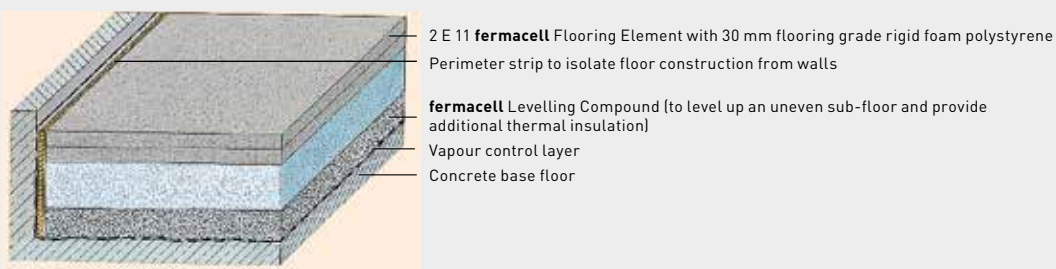 2 E 11 fermacell Flooring Element with 30 mm flooring grade rigid foam polystyrene
Perimeter strip to isolate floor construction from walls
fermacell Levelling Compound (to level up an uneven sub-floor and provide
additional thermal insulation)
Vapour control layer
Concrete base floor